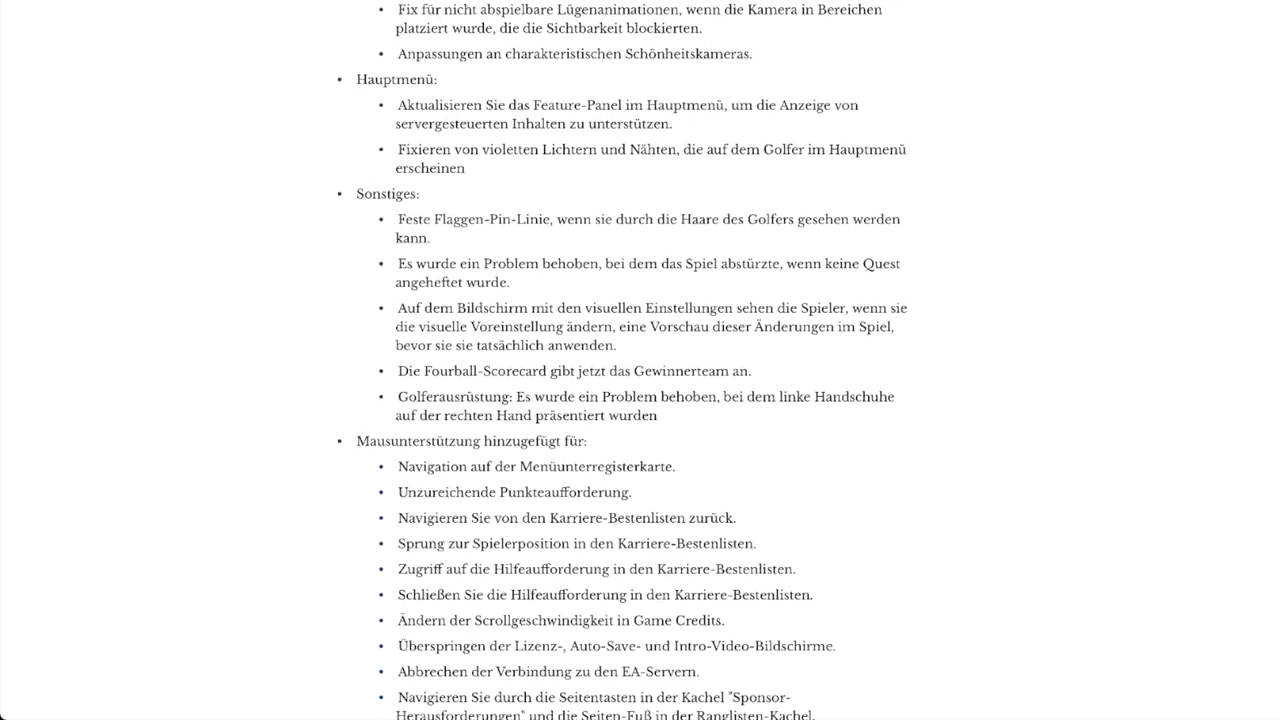 • Fix für nicht abspielbare Lügenanimationen, wenn die Kamera in Bereichen
platziert wurde, die die Sichtbarkeit blockierten.
• Anpassungen an charakteristischen Schönheitskameras.
• Hauptmenü:
• Aktualisieren Sie das Feature-Panel im Hauptmenü, um die Anzeige von
servergesteuerten Inhalten zu unterstützen.
• Fixieren von violetten Lichtern und Nähten, die auf dem Golfer im Hauptmenü
erscheinen
• Sonstiges:
• Feste Flaggen-Pin-Linie, wenn sie durch die Haare des Golfers gesehen werden
kann.
• Es wurde ein Problem behoben, bei dem das Spiel abstürzte, wenn keine Quest
angeheftet wurde.
• Auf dem Bildschirm mit den visuellen Einstellungen sehen die Spieler, wenn sie
die visuelle Voreinstellung ändern, eine Vorschau dieser Änderungen im Spiel,
bevor sie sie tatsächlich anwenden.
• Die Fourball-Scorecard gibt jetzt das Gewinnerteam an.
• Golferausrüstung: Es wurde ein Problem behoben, bei dem linke Handschuhe
auf der rechten Hand präsentiert wurden
• Mausunterstützung hinzugefügt für:
• Navigation auf der Menüunterregisterkarte.
• Unzureichende Punkteaufforderung.
• Navigieren Sie von den Karriere-Bestenlisten zurück.
• Sprung zur Spielerposition in den Karriere-Bestenlisten.
• Zugriff auf die Hilfeaufforderung in den Karriere-Bestenlisten.
• Schließen Sie die Hilfeaufforderung in den Karriere-Bestenlisten.
• Ändern der Scrollgeschwindigkeit in Game Credits.
• Überspringen der Lizenz-, Auto-Save- und Intro-Video-Bildschirme.
• Abbrechen der Verbindung zu den EA-Servern.
• Navigieren Sie durch die Seitentasten in der Kachel "Sponsor-
Herausforderungen" und die Seiten-Fuß in der Ranglisten-Kachel.